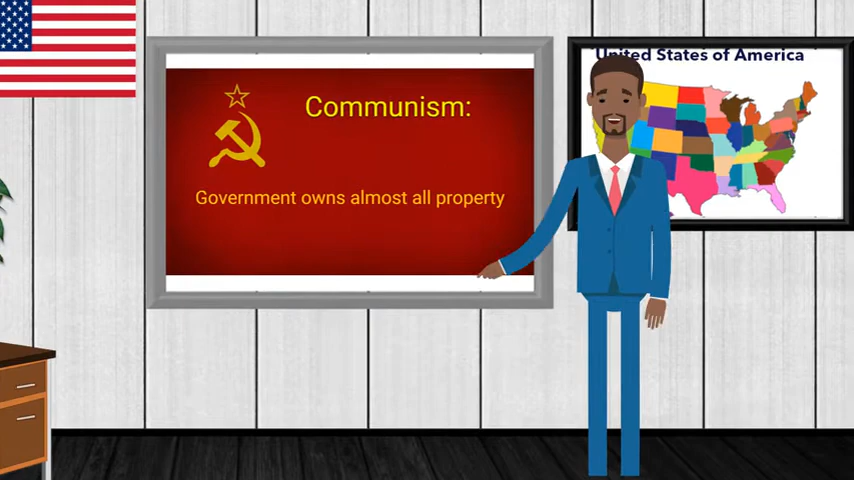 Communism:
Government owns almost all property
United States of America